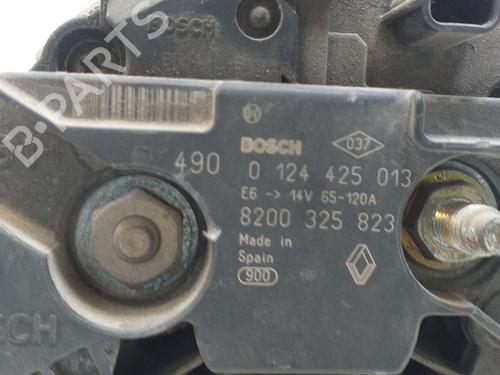 BOSCH
BOSCH
037
490 0 124 425 013
E6 -> 14V 65-120A
8200 325 823
Made in
Spain
900
B-PARTS